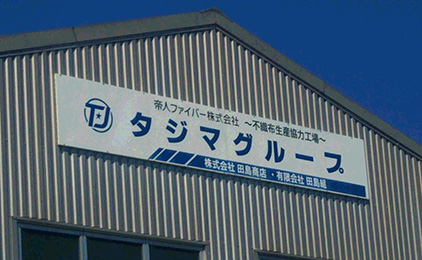 帝人ファイバー株式会社 ～不織布生産協力工場～
TJ タジマグループ
株式会社 田島商店 ・ 有限会社 田島組